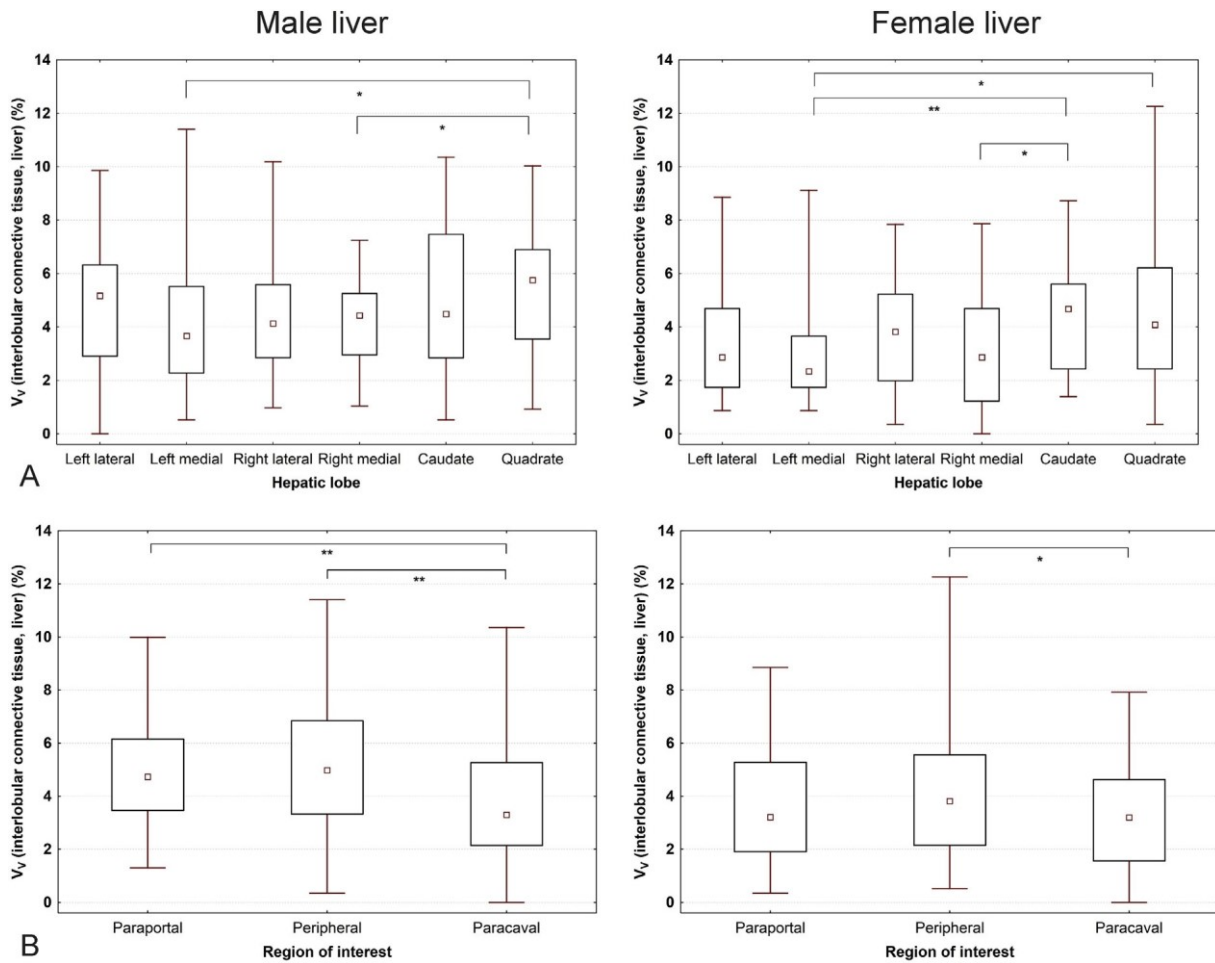 Male liver
Female liver
V_V (interlobular connective tissue, liver) (%)
14
12
10
8
6
4
2
0
*
*
Left lateral Left medial Right lateral Right medial Caudate Quadrate
Hepatic lobe
V_V (interlobular connective tissue, liver) (%)
14
12
10
8
6
4
2
0
*
**
*
Left lateral Left medial Right lateral Right medial Caudate Quadrate
Hepatic lobe
A
V_V (interlobular connective tissue, liver) (%)
14
12
10
8
6
4
2
0
**
**
Paraportal Peripheral Paracaval
Region of interest
V_V (interlobular connective tissue, liver) (%)
14
12
10
8
6
4
2
0
*
Paraportal Peripheral Paracaval
Region of interest
B